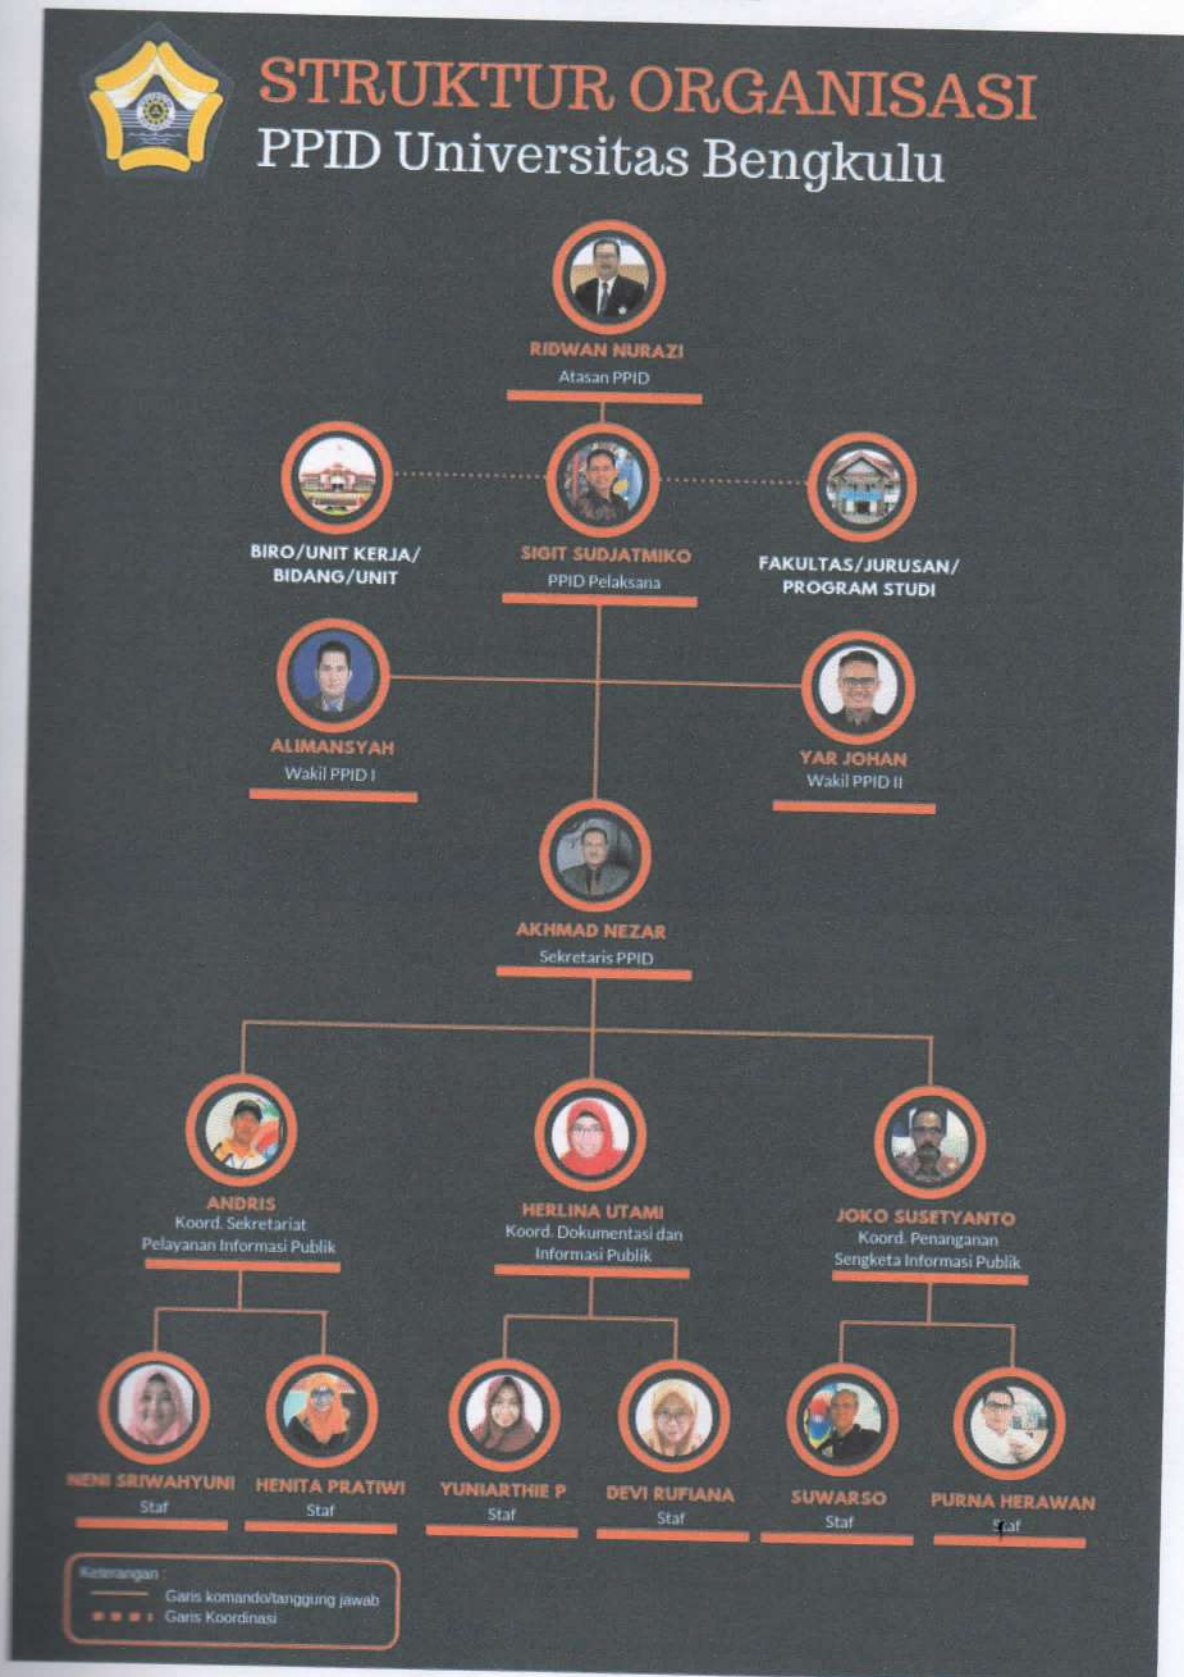 STRUKTUR ORGANISASI
PPID Universitas Bengkulu
RIDWAN NURAZI
Atasan PPID
BIRO/UNIT KERJA/
BIDANG/UNIT
SIGIT SUDJATMIKO
PPID Pelaksana
FAKULTAS/JURUSAN/
PROGRAM STUDI
ALIMANSYAH
Wakil PPID I
YAR JOHAN
Wakil PPID II
AKHMAD NEZAR
Sekretaris PPID
ANDRIS
Koord. Sekretariat
Pelayanan Informasi Publik
HERLINA UTAMI
Koord. Dokumentasi dan
Informasi Publik
JOKO SUSETYANTO
Koord. Penanganan
Sengketa Informasi Publik
NENI SRIWAHYUNI
Staf
HENITA PRATIWI
Staf
YUNIARTHIE P
Staf
DEVI RUFIANA
Staf
SUWARSO
Staf
PURNA HERAWAN
Staf
Keterangan :
Garis komando/tanggung jawab
Garis Koordinasi